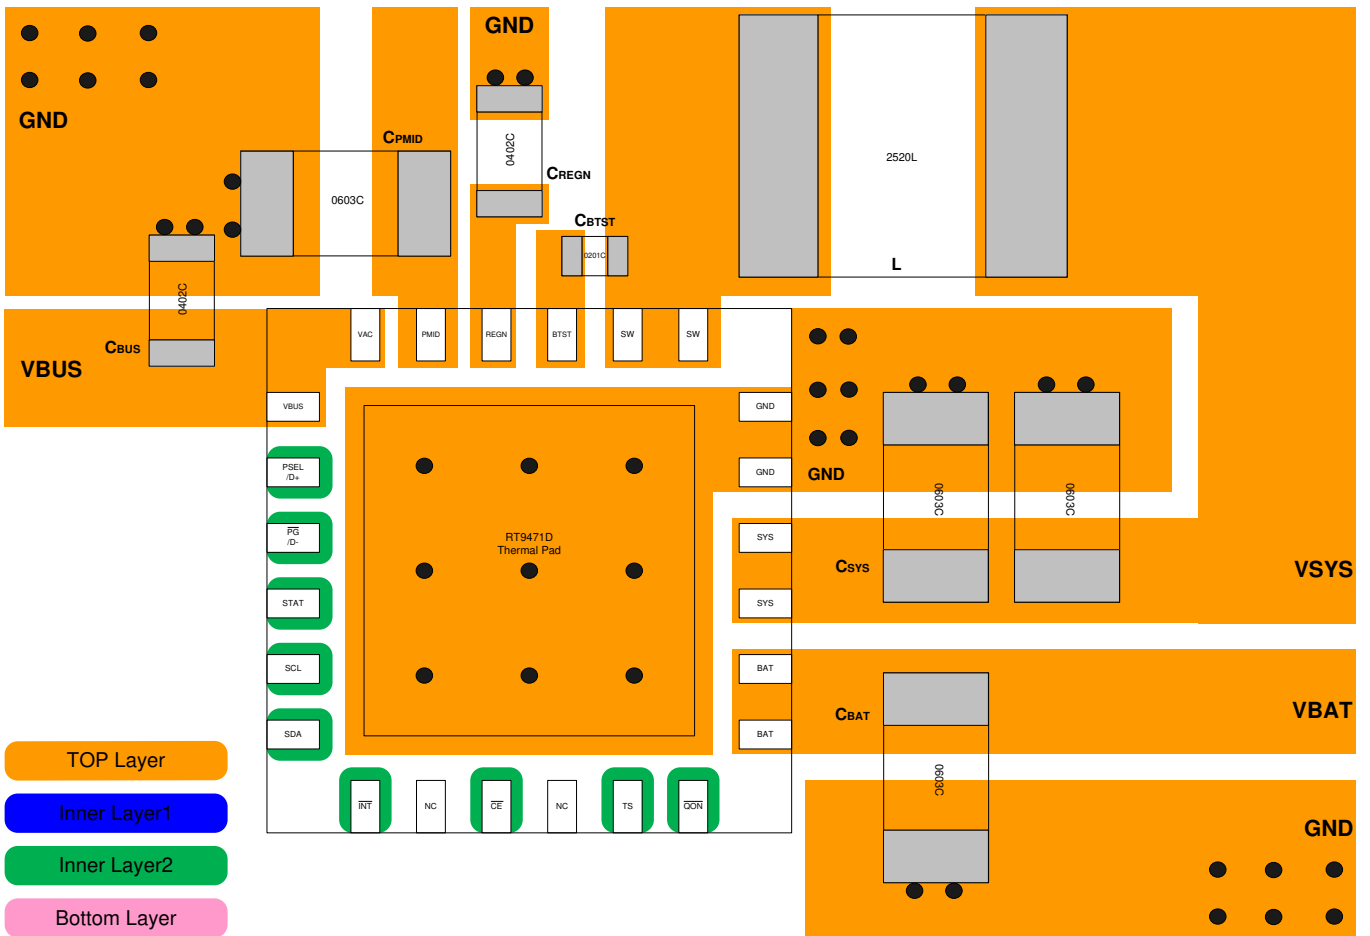 GND
GND
CPMID
0603C
0402C
CREGN
CBTST
0201C
2520L
L
0402C
CBUS
VBUS
VAC
PMID
REGN
BTST
SW
SW
VBUS
GND
PSEL
/D+
GND
GND
PG
/D-
RT9471D
Thermal Pad
SYS
0603C
0603C
CSYS
VSYS
STAT
SYS
SCL
BAT
SDA
BAT
CBAT
VBAT
0603C
INT
NC
CE
NC
TS
QON
GND
TOP Layer
Inner Layer1
Inner Layer2
Bottom Layer